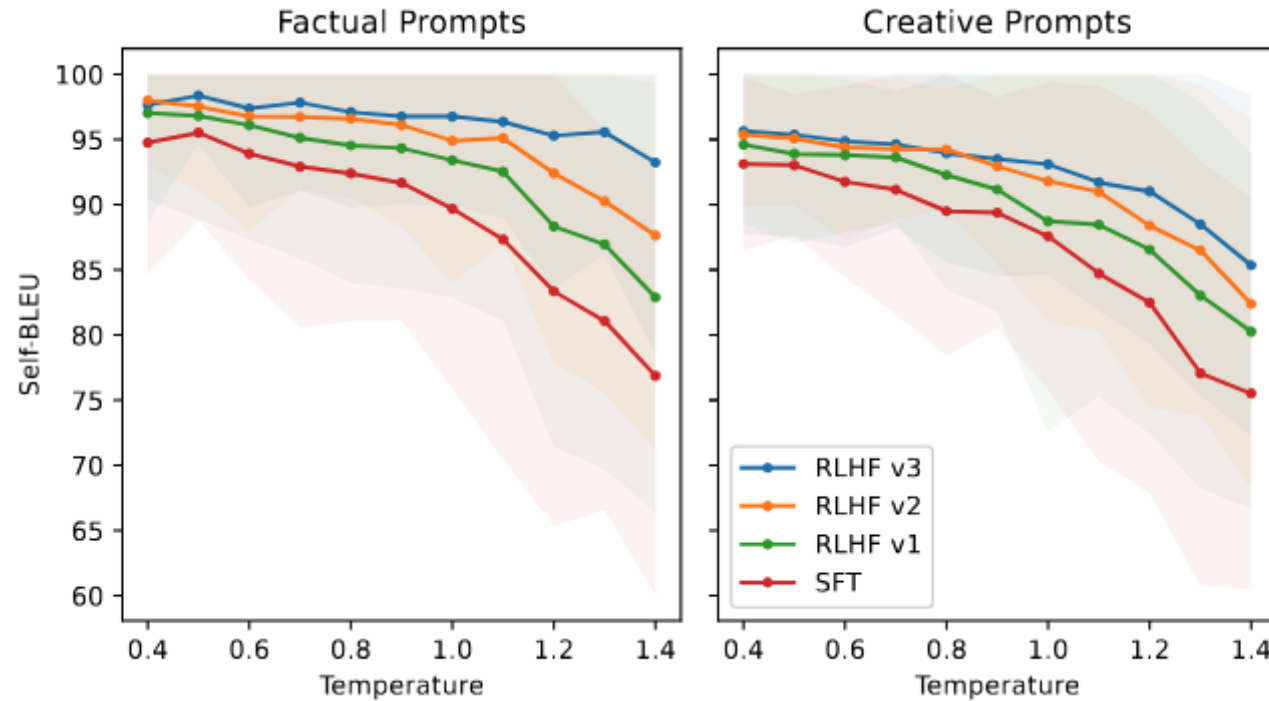 Factual Prompts
Creative Prompts
Self-BLEU
100
95
90
85
80
75
70
65
60
0.4 0.6 0.8 1.0 1.2 1.4
Temperature
RLHF v3
RLHF v2
RLHF v1
SFT
0.4 0.6 0.8 1.0 1.2 1.4
Temperature